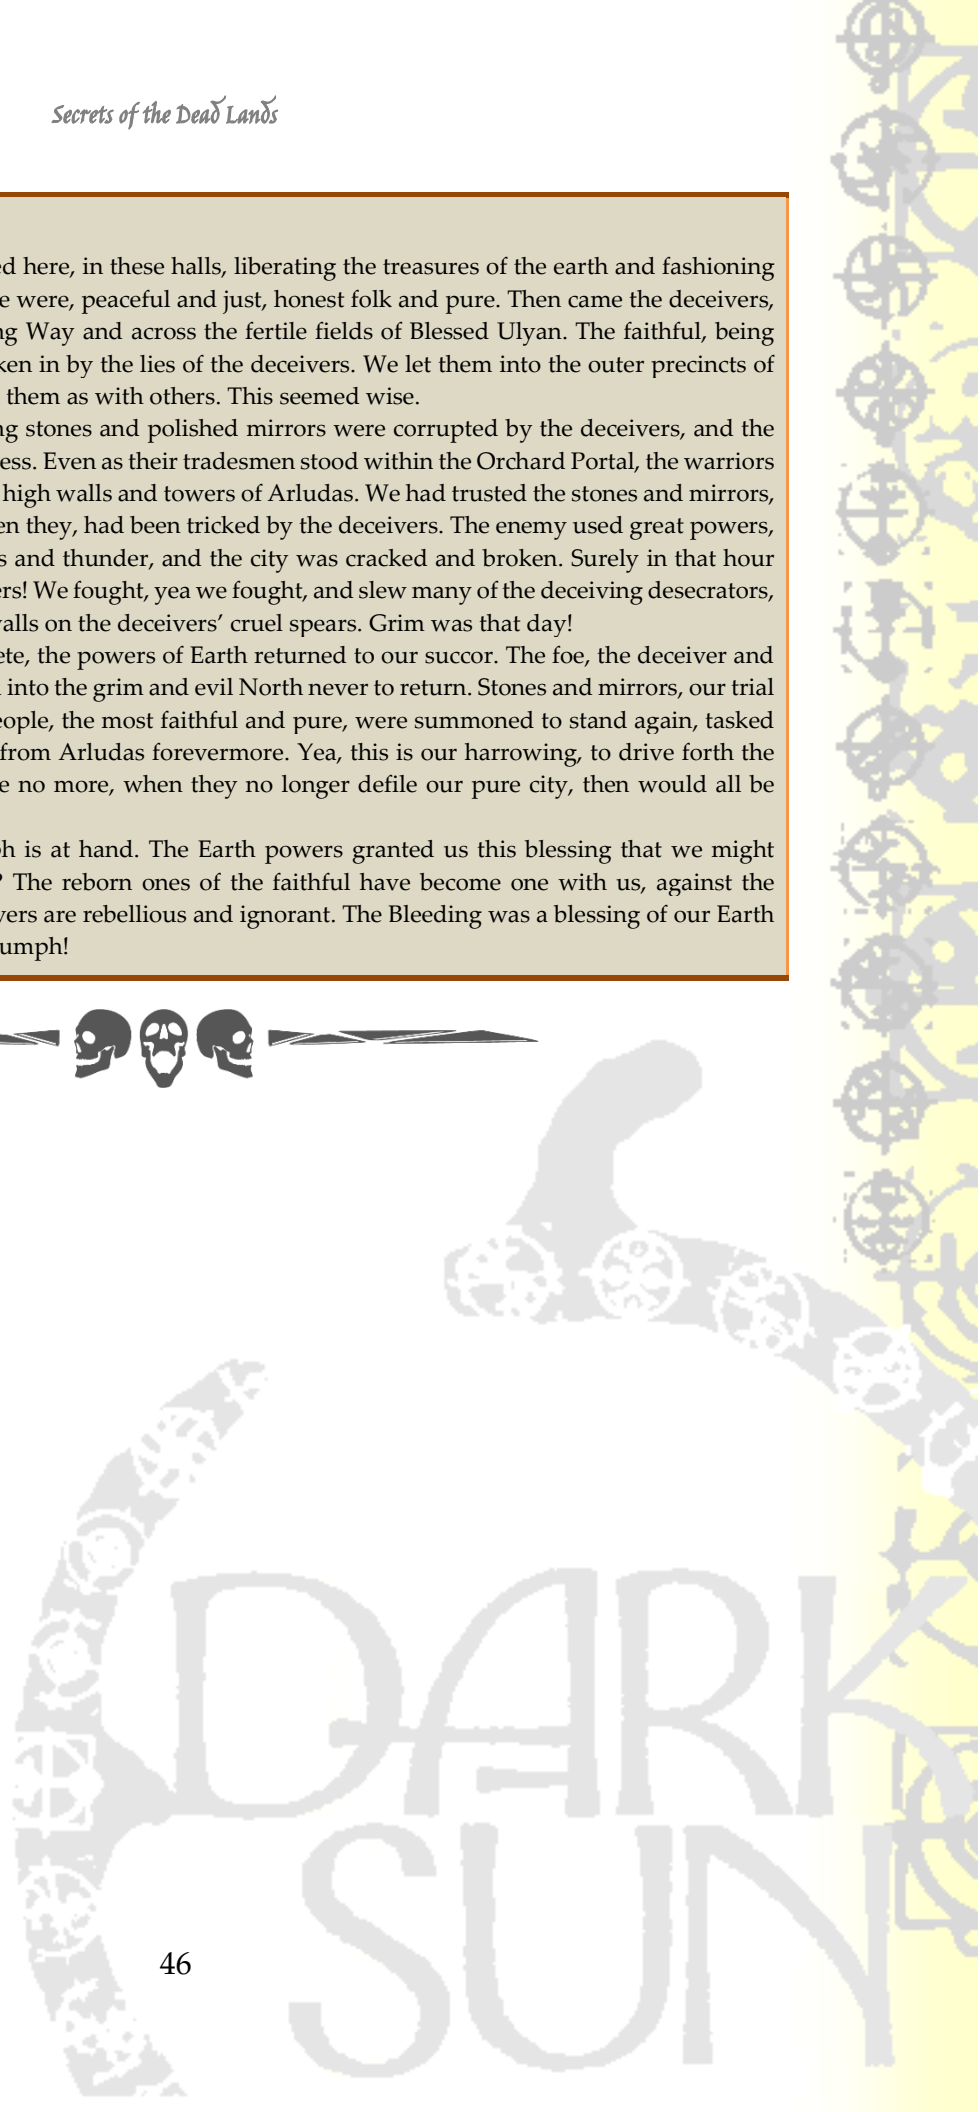 Secrets of the Dead Lands
ed here, in these halls, liberating the treasures of the earth and fashioning
e were, peaceful and just, honest folk and pure. Then came the deceivers,
ng Way and across the fertile fields of Blessed Ulyan. The faithful, being
ken in by the lies of the deceivers. We let them into the outer precincts of
them as with others. This seemed wise.
ng stones and polished mirrors were corrupted by the deceivers, and the
ess. Even as their tradesmen stood within the Orchard Portal, the warriors
high walls and towers of Arludas. We had trusted the stones and mirrors,
en they, had been tricked by the deceivers. The enemy used great powers,
s and thunder, and the city was cracked and broken. Surely in that hour
ers! We fought, yea we fought, and slew many of the deceiving desecrators,
valls on the deceivers’ cruel spears. Grim was that day!
ete, the powers of Earth returned to our succor. The foe, the deceiver and
into the grim and evil North never to return. Stones and mirrors, our trial
eople, the most faithful and pure, were summoned to stand again, tasked
from Arludas forevermore. Yea, this is our harrowing, to drive forth the
e no more, when they no longer defile our pure city, then would all be
ph is at hand. The Earth powers granted us this blessing that we might
? The reborn ones of the faithful have become one with us, against the
vers are rebellious and ignorant. The Bleeding was a blessing of our Earth
umph!
DARK
SUN
46